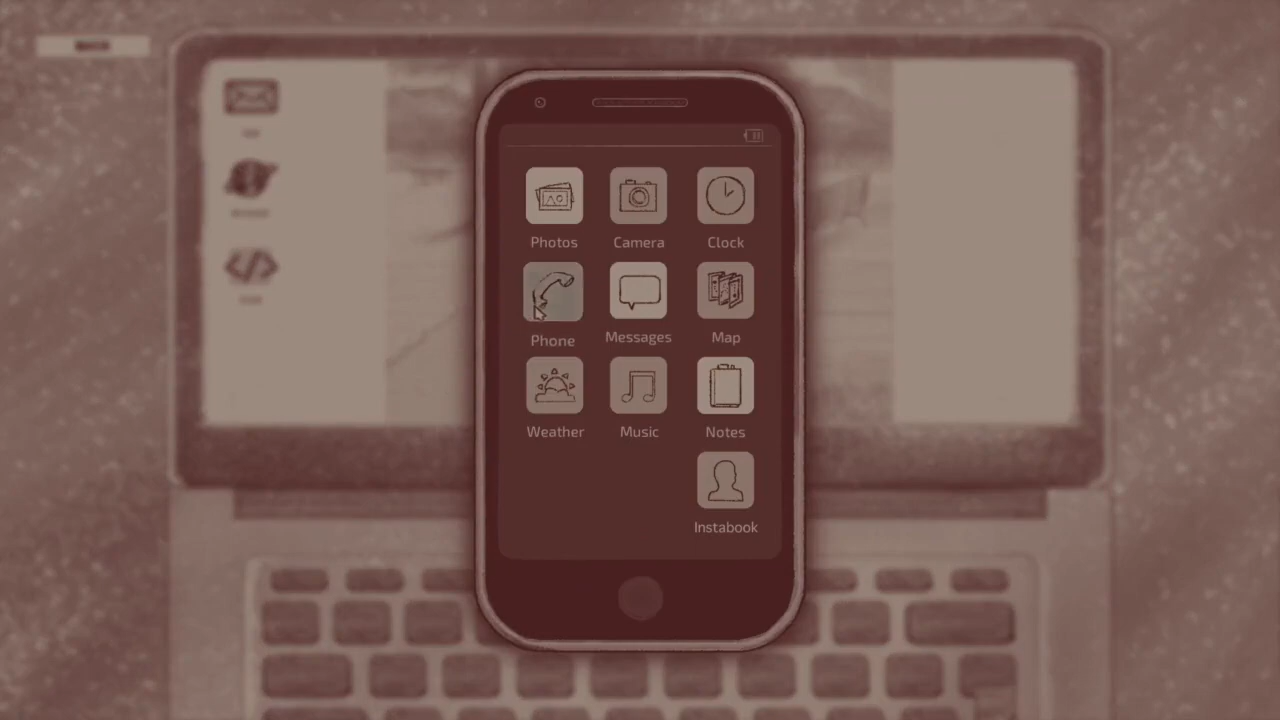 Photos Camera Clock
Phone Messages Map
Weather Music Notes
Instabook